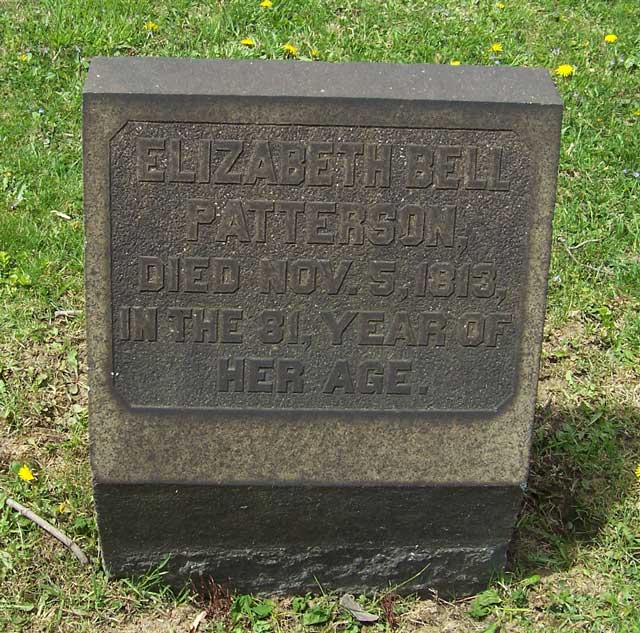 ELIZABETH BELL
PATTERSON,
DIED NOV. 5, 1813,
IN THE 81, YEAR OF
HER AGE.